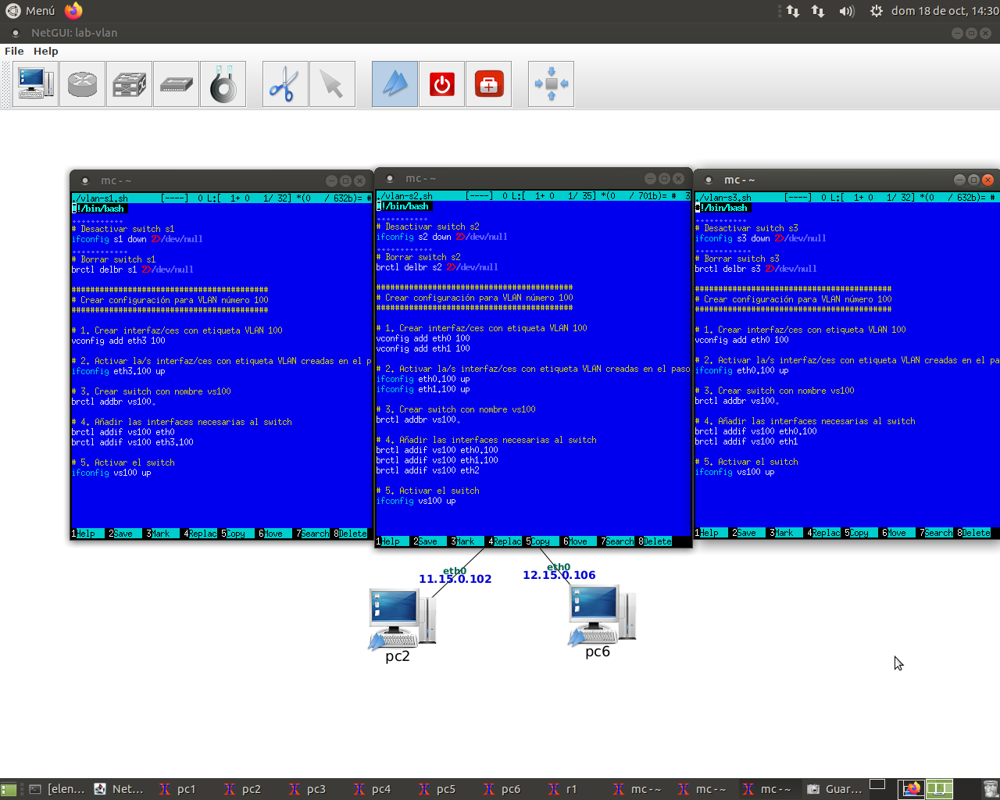 Menú
dom 18 de oct, 14:30
NetGUI: lab-vlan
File Help
mc - ~
./vlan-s1.sh [----] 0 L:[ 1+ 0 1/ 32] *(0 / 632b)= #
#!/bin/bash
# Desactivar switch s1
ifconfig s1 down 2>/dev/null
# Borrar switch s1
brctl delbr s1 2>/dev/null
##########################################
# Crear configuración para VLAN número 100
##########################################
# 1. Crear interfaz/ces con etiqueta VLAN 100
vconfig add eth3 100
# 2. Activar la/s interfaz/ces con etiqueta VLAN creadas en el p
ifconfig eth3.100 up
# 3. Crear switch con nombre vs100
brctl addbr vs100.
# 4. Añadir las interfaces necesarias al switch
brctl addif vs100 eth0
brctl addif vs100 eth3.100
# 5. Activar el switch
ifconfig vs100 up
1Help 2Save 3Mark 4Replac 5Copy 6Move 7Search 8Delete
mc - ~
./vlan-s2.sh [----] 0 L:[ 1+ 0 1/ 35] *(0 / 701b)= # 3
#!/bin/bash
# Desactivar switch s2
ifconfig s2 down 2>/dev/null
# Borrar switch s2
brctl delbr s2 2>/dev/null
##########################################
# Crear configuración para VLAN número 100
##########################################
# 1. Crear interfaz/ces con etiqueta VLAN 100
vconfig add eth0 100
vconfig add eth1 100
# 2. Activar la/s interfaz/ces con etiqueta VLAN creadas en el paso
ifconfig eth0.100 up
ifconfig eth1.100 up
# 3. Crear switch con nombre vs100
brctl addbr vs100.
# 4. Añadir las interfaces necesarias al switch
brctl addif vs100 eth0.100
brctl addif vs100 eth1.100
brctl addif vs100 eth2
# 5. Activar el switch
ifconfig vs100 up
1Help 2Save 3Mark 4Replac 5Copy 6Move 7Search 8Delete
mc - ~
./vlan-s3.sh [----] 0 L:[ 1+ 0 1/ 32] *(0 / 632b)= #
#!/bin/bash
# Desactivar switch s3
ifconfig s3 down 2>/dev/null
# Borrar switch s3
brctl delbr s3 2>/dev/null
##########################################
# Crear configuración para VLAN número 100
##########################################
# 1. Crear interfaz/ces con etiqueta VLAN 100
vconfig add eth0 100
# 2. Activar la/s interfaz/ces con etiqueta VLAN creadas en el pa
ifconfig eth0.100 up
# 3. Crear switch con nombre vs100
brctl addbr vs100.
# 4. Añadir las interfaces necesarias al switch
brctl addif vs100 eth0.100
brctl addif vs100 eth1
# 5. Activar el switch
ifconfig vs100 up
1Help 2Save 3Mark 4Replac 5Copy 6Move 7Search 8Delete
eth0
11.15.0.102
eth0
12.15.0.106
pc2
pc6
[elen... Net... pc1 pc2 pc3 pc4 pc5 pc6 r1 mc - ~ mc - ~ mc - ~ Guar...